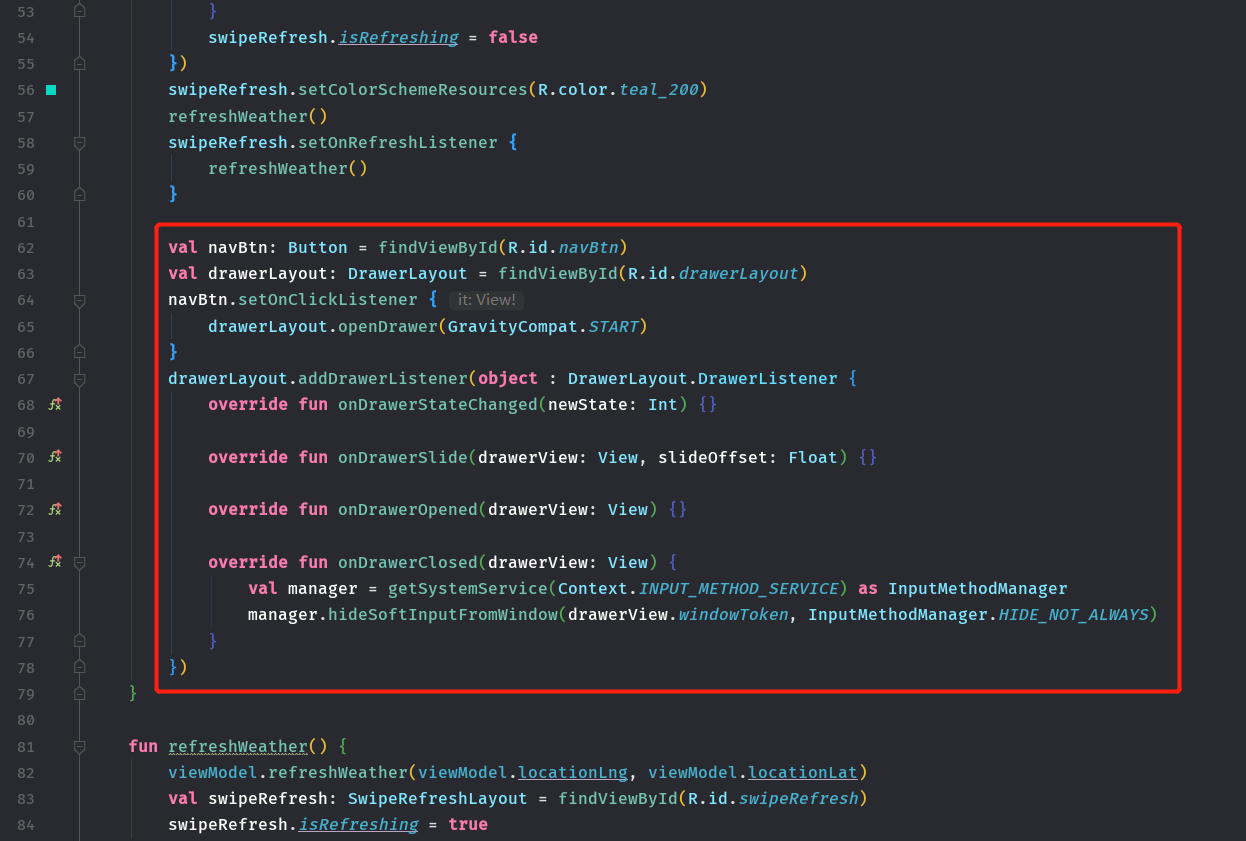 53 }
54 swipeRefresh.isRefreshing = false
55 })
56 swipeRefresh.setColorSchemeResources(R.color.teal_200)
57 refreshWeather()
58 swipeRefresh.setOnRefreshListener {
59 refreshWeather()
60 }
61
62 val navBtn: Button = findViewById(R.id.navBtn)
63 val drawerLayout: DrawerLayout = findViewById(R.id.drawerLayout)
64 navBtn.setOnClickListener { it: View!
65 drawerLayout.openDrawer(GravityCompat.START)
66 }
67 drawerLayout.addDrawerListener(object : DrawerLayout.DrawerListener {
68 override fun onDrawerStateChanged(newState: Int) {}
69
70 override fun onDrawerSlide(drawerView: View, slideOffset: Float) {}
71
72 override fun onDrawerOpened(drawerView: View) {}
73
74 override fun onDrawerClosed(drawerView: View) {
75 val manager = getSystemService(Context.INPUT_METHOD_SERVICE) as InputMethodManager
76 manager.hideSoftInputFromWindow(drawerView.windowToken, InputMethodManager.HIDE_NOT_ALWAYS)
77 }
78 })
79 }
80
81 fun refreshWeather() {
82 viewModel.refreshWeather(viewModel.locationLng, viewModel.locationLat)
83 val swipeRefresh: SwipeRefreshLayout = findViewById(R.id.swipeRefresh)
84 swipeRefresh.isRefreshing = true